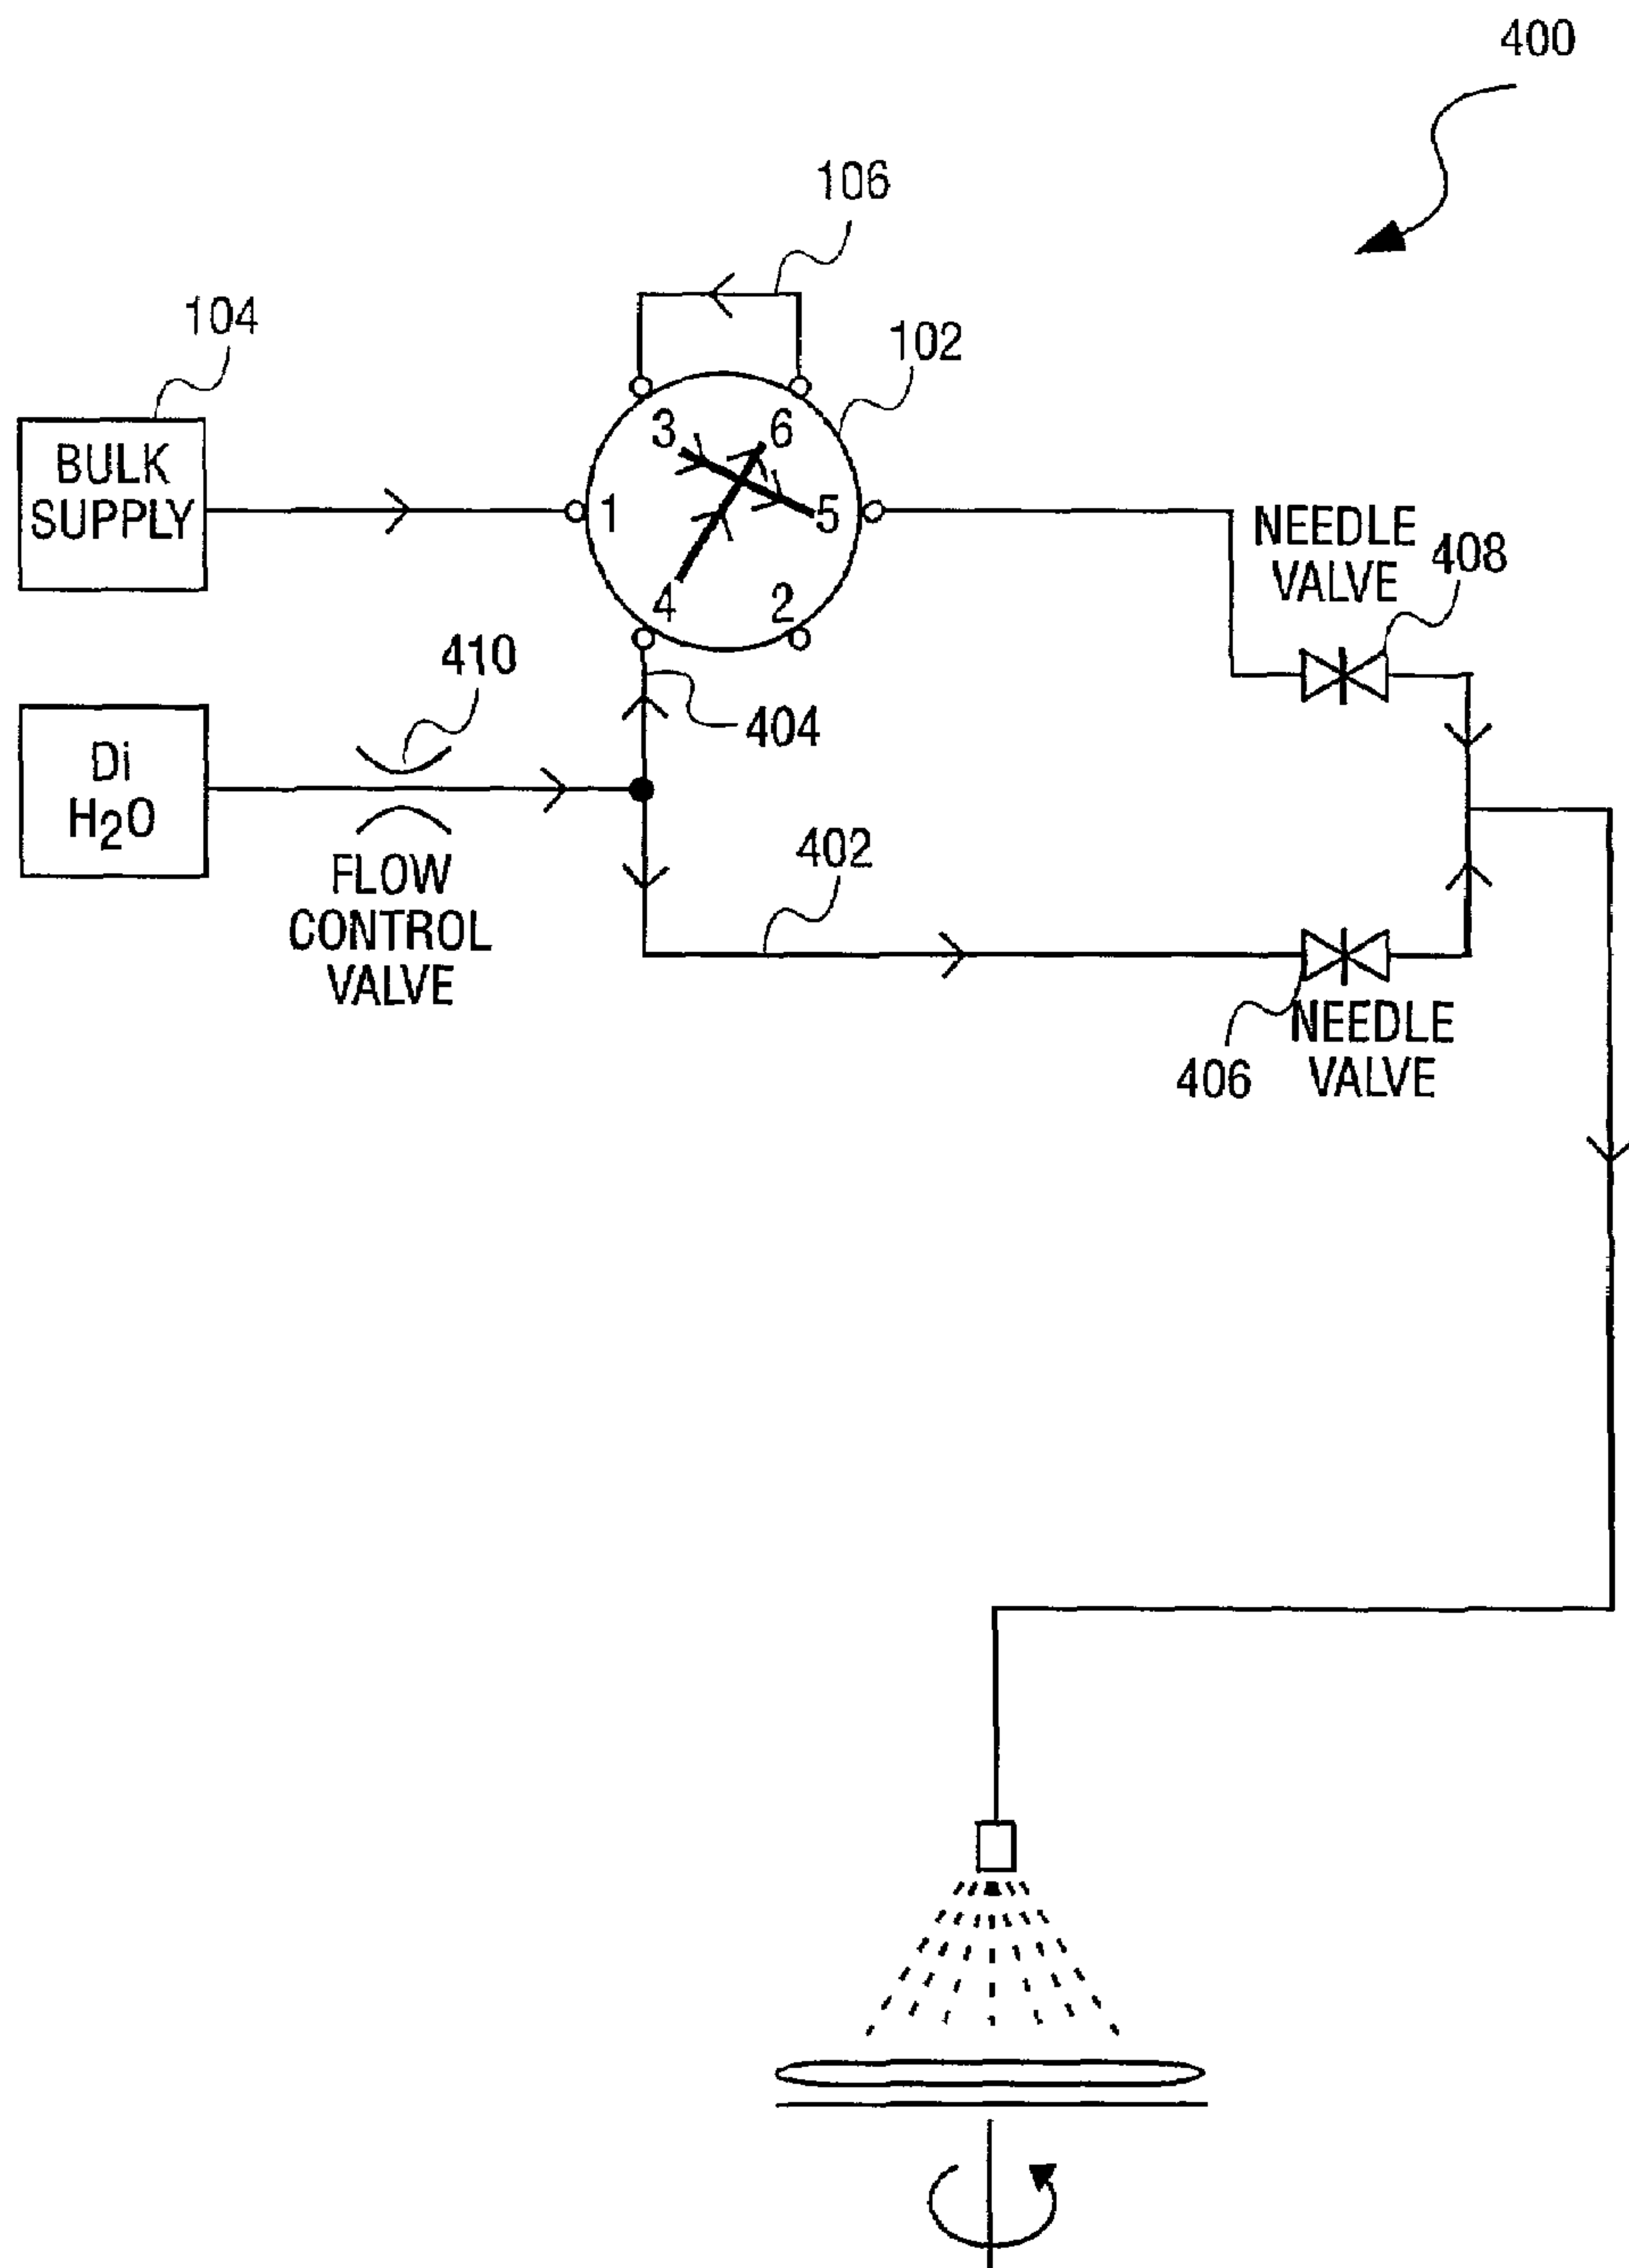 400
106
104
102
BULK
SUPPLY
3
6
1
5
4
2
NEEDLE
VALVE
408
410
404
Di
H2O
FLOW
CONTROL
VALVE
402
406
NEEDLE
VALVE